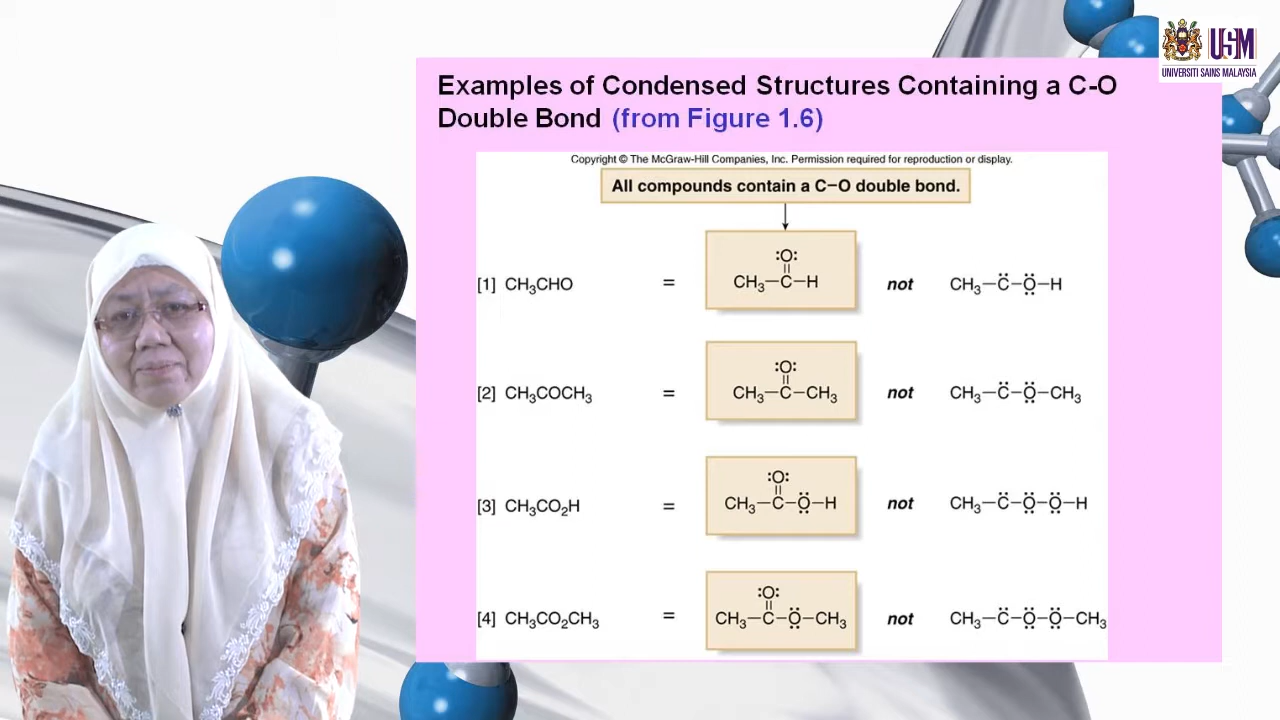 USM
UNIVERSITI SAINS MALAYSIA
Examples of Condensed Structures Containing a C-O
Double Bond (from Figure 1.6)
Copyright © The McGraw-Hill Companies, Inc. Permission required for reproduction or display.
All compounds contain a C–O double bond.
:O:
||
[1] CH₃CHO = CH₃–C–H not CH₃–C̈–Ö̤–H
:O:
||
[2] CH₃COCH₃ = CH₃–C–CH₃ not CH₃–C̈–Ö̤–CH₃
:O:
||
[3] CH₃CO₂H = CH₃–C–Ö̤–H not CH₃–C̈–Ö̤–Ö̤–H
:O:
||
[4] CH₃CO₂CH₃ = CH₃–C–Ö̤–CH₃ not CH₃–C̈–Ö̤–Ö̤–CH₃